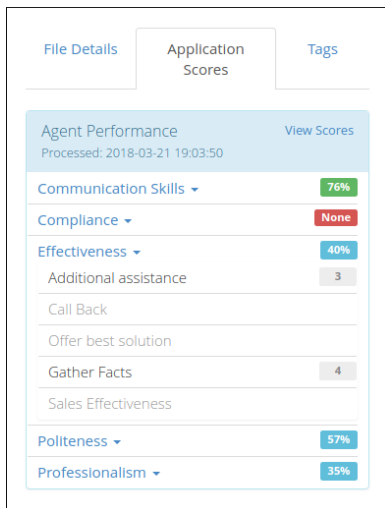 File Details
Application
Scores
Tags
Agent Performance
View Scores
Processed: 2018-03-21 19:03:50
Communication Skills 76%
Compliance None
Effectiveness 40%
Additional assistance 3
Call Back
Offer best solution
Gather Facts 4
Sales Effectiveness
Politeness 57%
Professionalism 35%